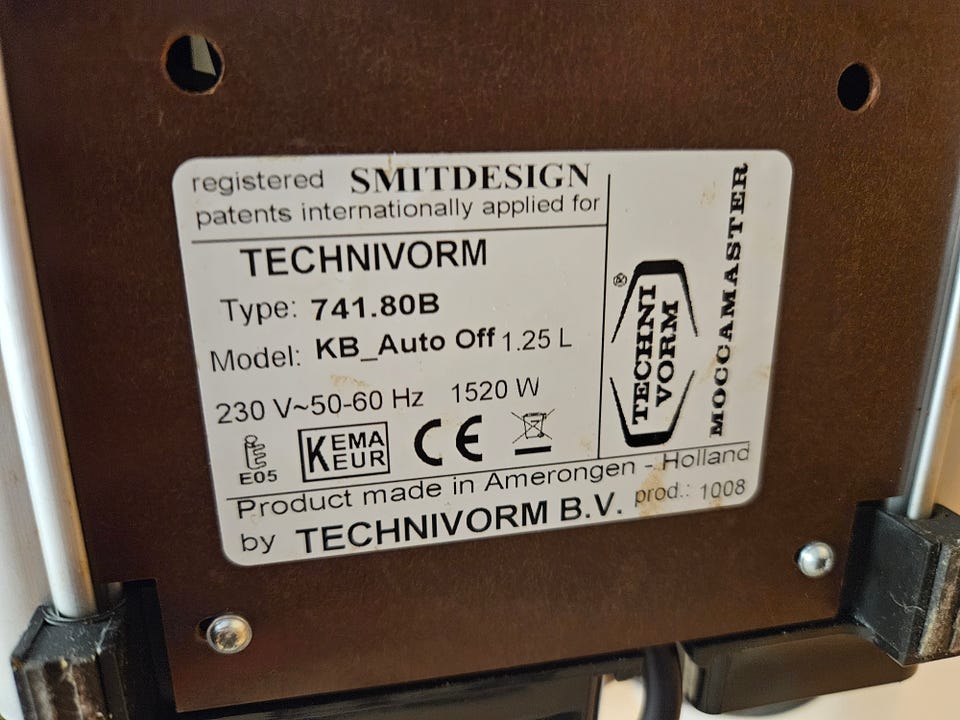 registered SMITDESIGN
patents internationally applied for
TECHNIVORM
Type: 741.80B
Model: KB_Auto Off 1.25 L
230 V~50-60 Hz 1520 W
E05
KEMA
KEUR
CE
®
TECHNI
VORM
MOCCAMASTER
Product made in Amerongen - Holland
by TECHNIVORM B.V. prod.: 1008